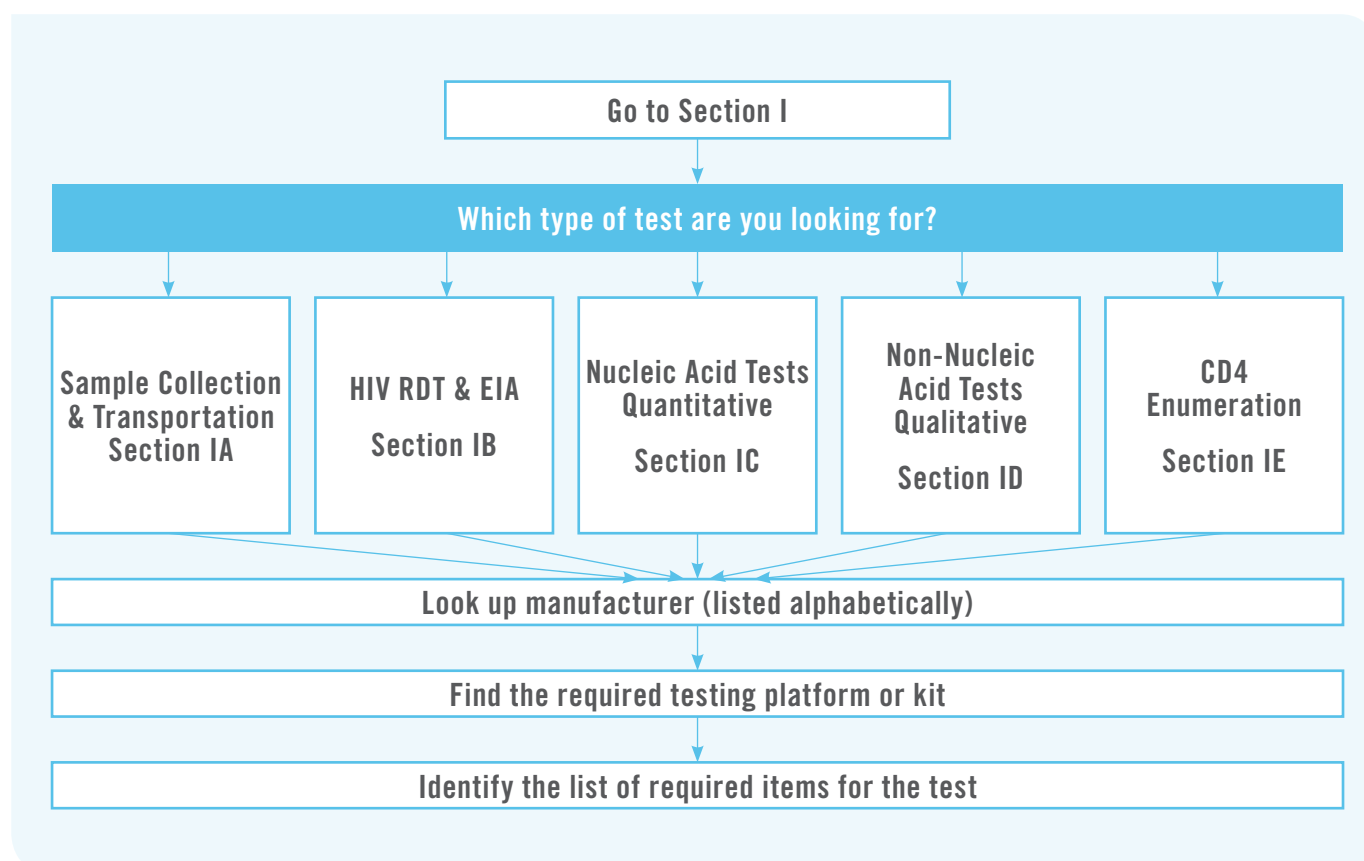 Go to Section I
Which type of test are you looking for?
Sample Collection
& Transportation
Section IA
HIV RDT & EIA
Section IB
Nucleic Acid Tests
Quantitative
Section IC
Non-Nucleic
Acid Tests
Qualitative
Section ID
CD4
Enumeration
Section IE
Look up manufacturer (listed alphabetically)
Find the required testing platform or kit
Identify the list of required items for the test